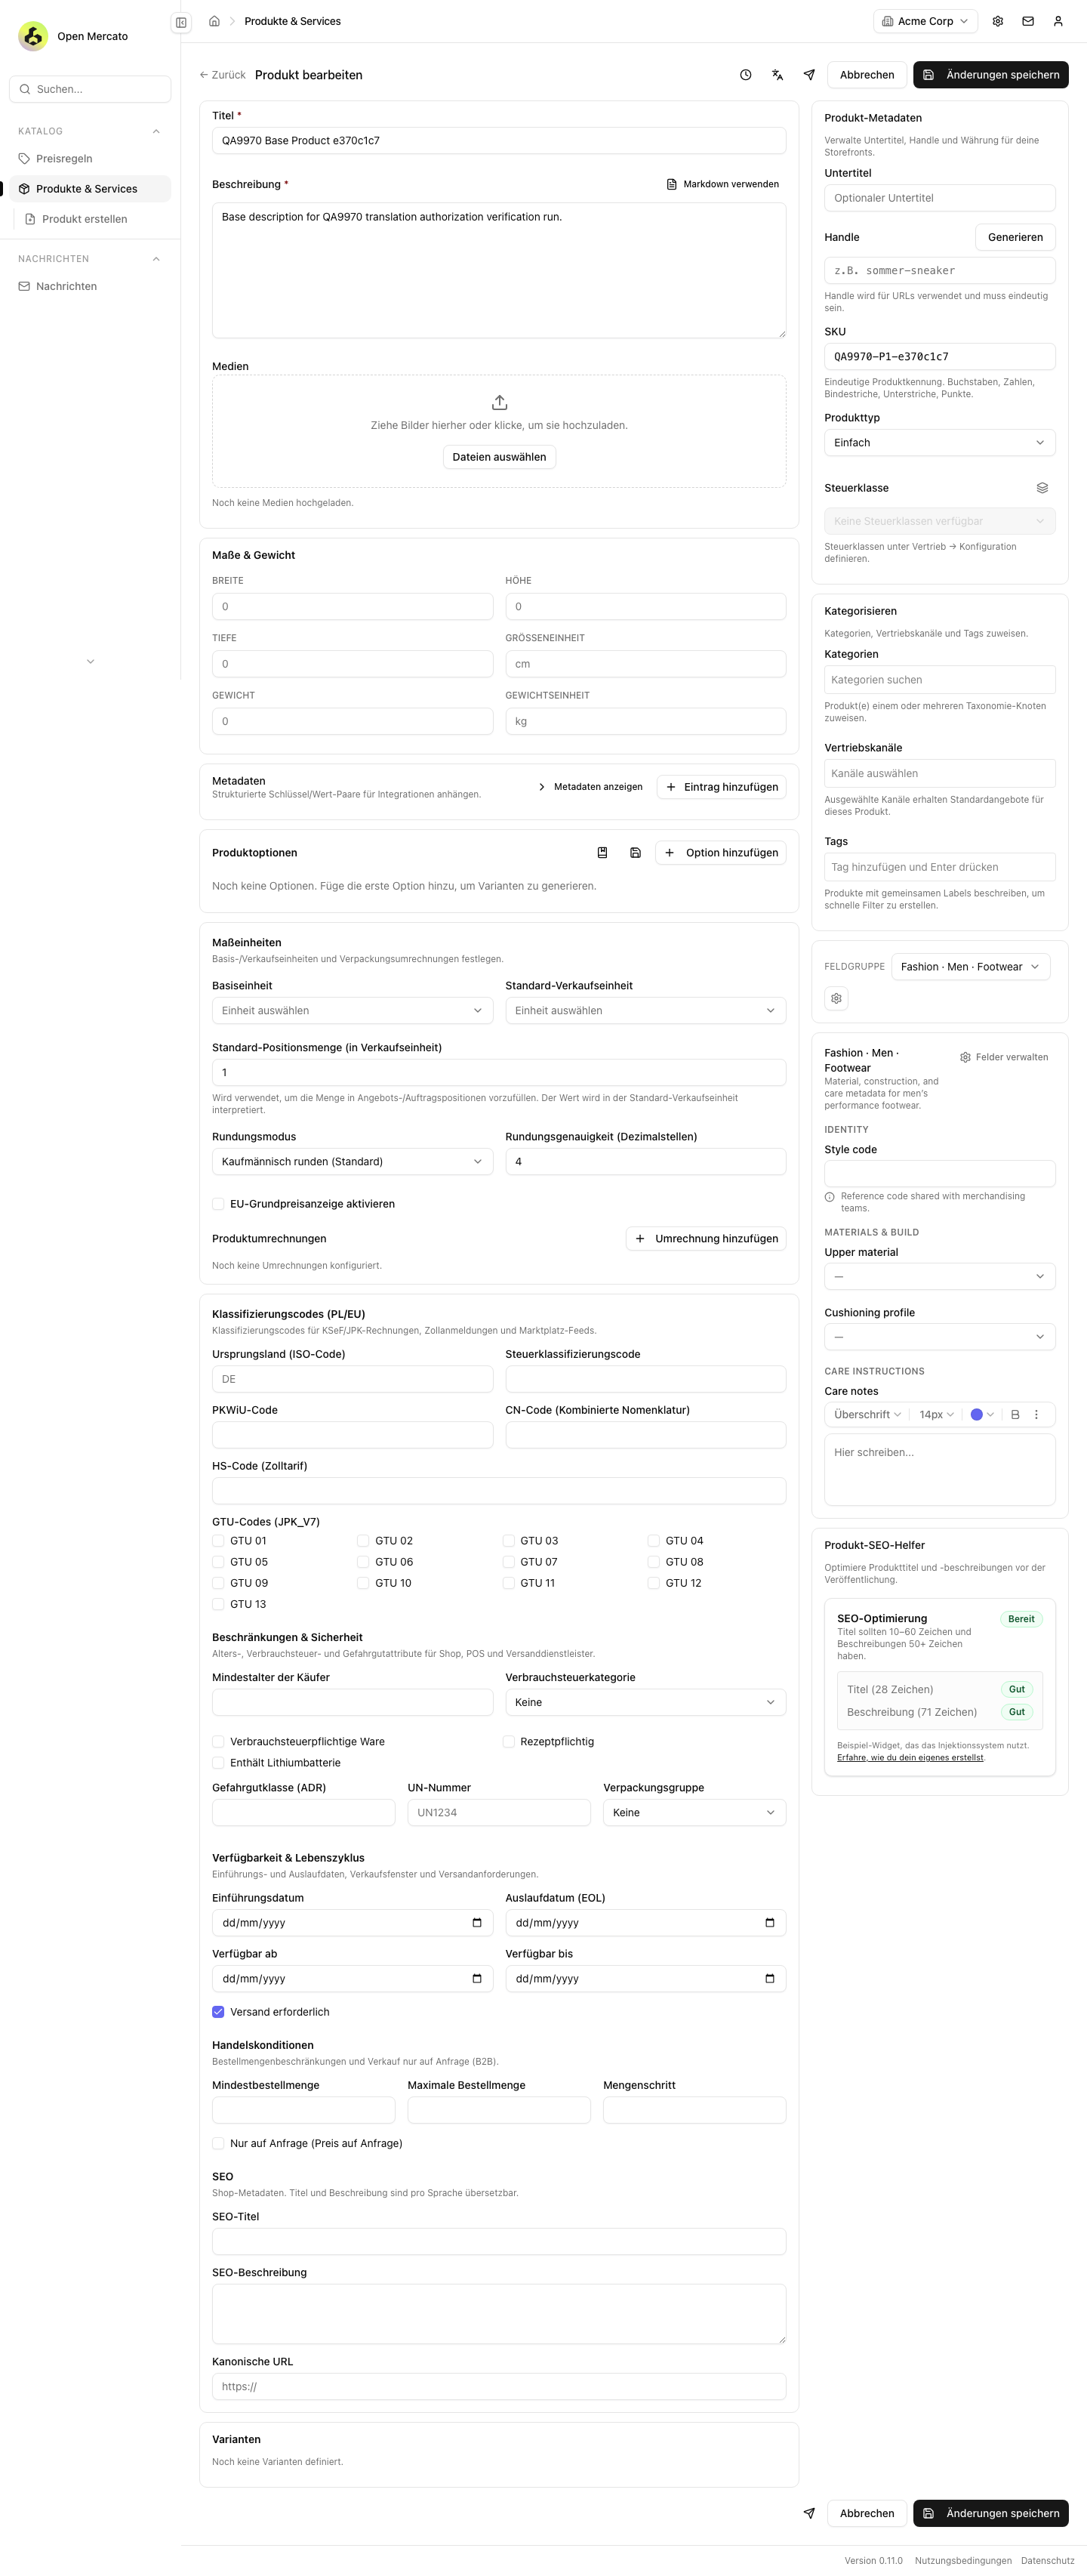 Open Mercato
Suchen...
KATALOG
Preisregeln
Produkte & Services
Produkt erstellen
NACHRICHTEN
Nachrichten
Produkte & Services
Acme Corp
← Zurück
Produkt bearbeiten
Abbrechen
Änderungen speichern
Titel *
QA9970 Base Product e370c1c7
Beschreibung *
Markdown verwenden
Base description for QA9970 translation authorization verification run.
Medien
Ziehe Bilder hierher oder klicke, um sie hochzuladen.
Dateien auswählen
Noch keine Medien hochgeladen.
Maße & Gewicht
BREITE
HÖHE
0
0
TIEFE
GRÖSSENEINHEIT
0
cm
GEWICHT
GEWICHTSEINHEIT
0
kg
Metadaten
Strukturierte Schlüssel/Wert-Paare für Integrationen anhängen.
Metadaten anzeigen
Eintrag hinzufügen
Produktoptionen
Option hinzufügen
Noch keine Optionen. Füge die erste Option hinzu, um Varianten zu generieren.
Maßeinheiten
Basis-/Verkaufseinheiten und Verpackungsumrechnungen festlegen.
Basiseinheit
Standard-Verkaufseinheit
Einheit auswählen
Einheit auswählen
Standard-Positionsmenge (in Verkaufseinheit)
1
Wird verwendet, um die Menge in Angebots-/Auftragspositionen vorzufüllen. Der Wert wird in der Standard-Verkaufseinheit
interpretiert.
Rundungsmodus
Rundungsgenauigkeit (Dezimalstellen)
Kaufmännisch runden (Standard)
4
EU-Grundpreisanzeige aktivieren
Produktumrechnungen
Umrechnung hinzufügen
Noch keine Umrechnungen konfiguriert.
Klassifizierungscodes (PL/EU)
Klassifizierungscodes für KSeF/JPK-Rechnungen, Zollanmeldungen und Marktplatz-Feeds.
Ursprungsland (ISO-Code)
Steuerklassifizierungscode
DE
PKWiU-Code
CN-Code (Kombinierte Nomenklatur)
HS-Code (Zolltarif)
GTU-Codes (JPK_V7)
GTU 01
GTU 02
GTU 03
GTU 04
GTU 05
GTU 06
GTU 07
GTU 08
GTU 09
GTU 10
GTU 11
GTU 12
GTU 13
Beschränkungen & Sicherheit
Alters-, Verbrauchsteuer- und Gefahrgutattribute für Shop, POS und Versanddienstleister.
Mindestalter der Käufer
Verbrauchsteuerkategorie
Keine
Verbrauchsteuerpflichtige Ware
Rezeptpflichtig
Enthält Lithiumbatterie
Gefahrgutklasse (ADR)
UN-Nummer
Verpackungsgruppe
UN1234
Keine
Verfügbarkeit & Lebenszyklus
Einführungs- und Auslaufdaten, Verkaufsfenster und Versandanforderungen.
Einführungsdatum
Auslaufdatum (EOL)
dd/mm/yyyy
dd/mm/yyyy
Verfügbar ab
Verfügbar bis
dd/mm/yyyy
dd/mm/yyyy
Versand erforderlich
Handelskonditionen
Bestellmengenbeschränkungen und Verkauf nur auf Anfrage (B2B).
Mindestbestellmenge
Maximale Bestellmenge
Mengenschritt
Nur auf Anfrage (Preis auf Anfrage)
SEO
Shop-Metadaten. Titel und Beschreibung sind pro Sprache übersetzbar.
SEO-Titel
SEO-Beschreibung
Kanonische URL
https://
Varianten
Noch keine Varianten definiert.
Produkt-Metadaten
Verwalte Untertitel, Handle und Währung für deine
Storefronts.
Untertitel
Optionaler Untertitel
Handle
Generieren
z.B. sommer-sneaker
Handle wird für URLs verwendet und muss eindeutig
sein.
SKU
QA9970-P1-e370c1c7
Eindeutige Produktkennung. Buchstaben, Zahlen,
Bindestriche, Unterstriche, Punkte.
Produkttyp
Einfach
Steuerklasse
Keine Steuerklassen verfügbar
Steuerklassen unter Vertrieb → Konfiguration
definieren.
Kategorisieren
Kategorien, Vertriebskanäle und Tags zuweisen.
Kategorien
Kategorien suchen
Produkt(e) einem oder mehreren Taxonomie-Knoten
zuweisen.
Vertriebskanäle
Kanäle auswählen
Ausgewählte Kanäle erhalten Standardangebote für
dieses Produkt.
Tags
Tag hinzufügen und Enter drücken
Produkte mit gemeinsamen Labels beschreiben, um
schnelle Filter zu erstellen.
FELDGRUPPE
Fashion · Men · Footwear
Fashion · Men ·
Footwear
Felder verwalten
Material, construction, and
care metadata for men's
performance footwear.
IDENTITY
Style code
Reference code shared with merchandising
teams.
MATERIALS & BUILD
Upper material
—
Cushioning profile
—
CARE INSTRUCTIONS
Care notes
Überschrift
14px
B
Hier schreiben...
Produkt-SEO-Helfer
Optimiere Produkttitel und -beschreibungen vor der
Veröffentlichung.
SEO-Optimierung
Bereit
Titel sollten 10–60 Zeichen und
Beschreibungen 50+ Zeichen
haben.
Titel (28 Zeichen)
Gut
Beschreibung (71 Zeichen)
Gut
Beispiel-Widget, das das Injektionssystem nutzt.
Erfahre, wie du dein eigenes erstellst.
Abbrechen
Änderungen speichern
Version 0.11.0
Nutzungsbedingungen
Datenschutz